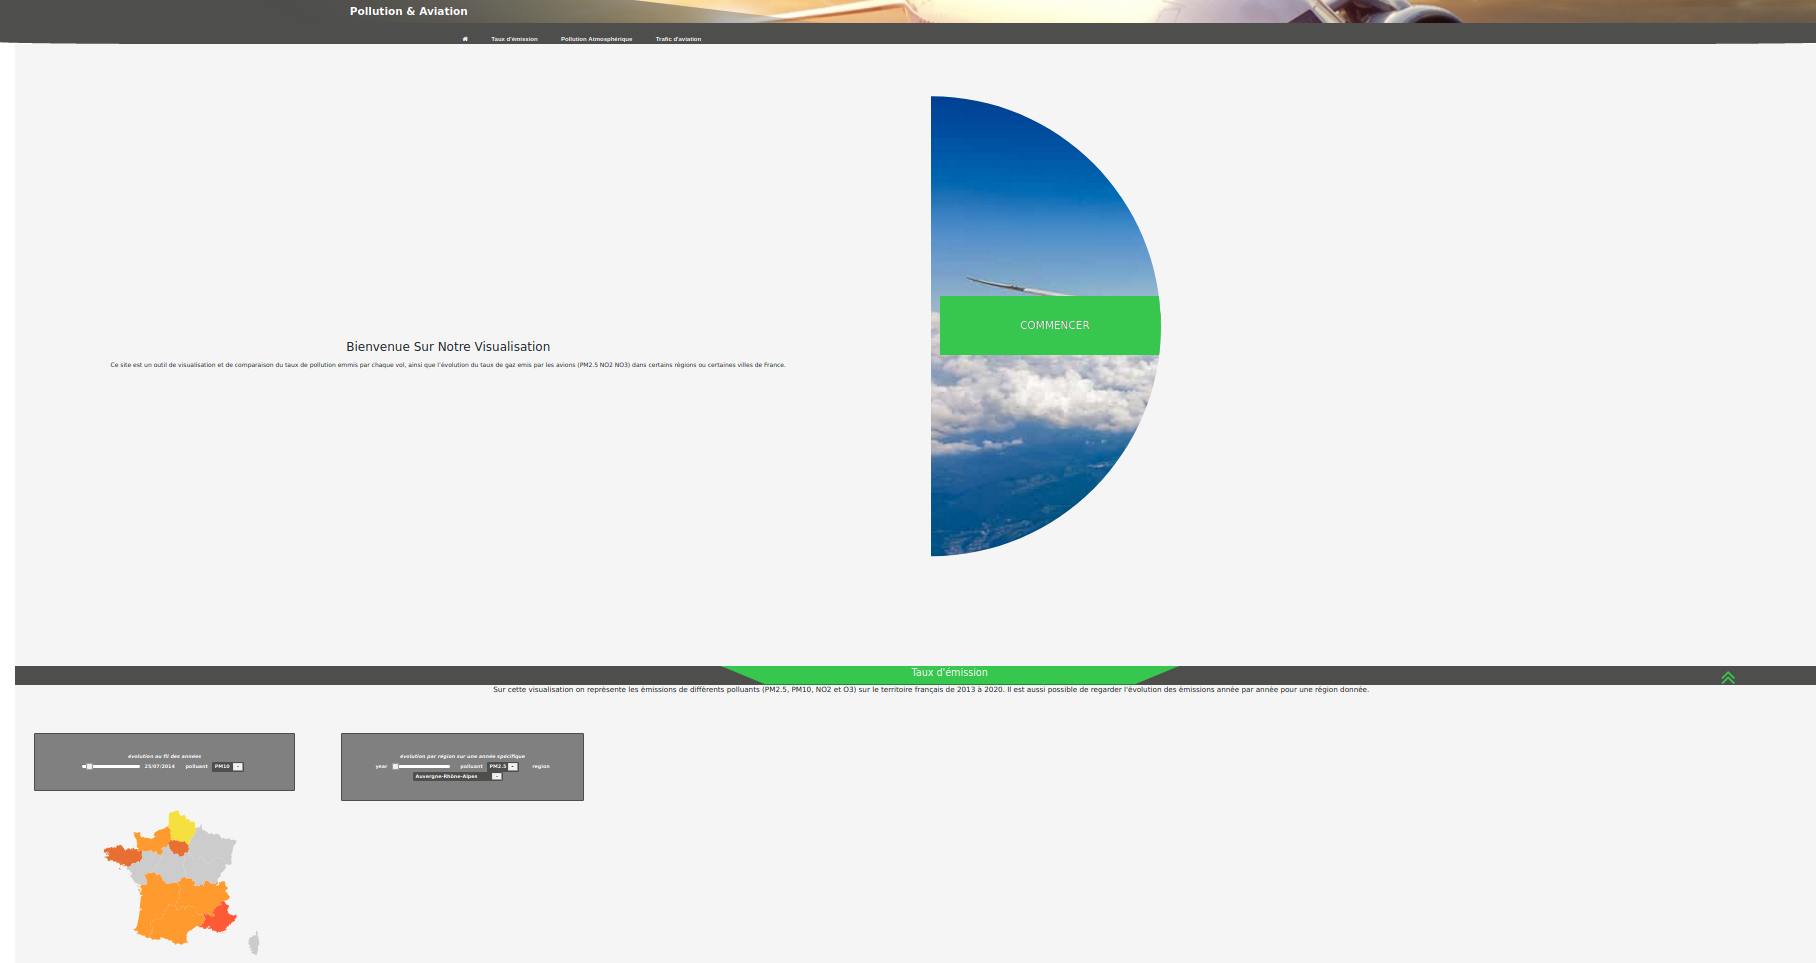 Pollution & Aviation
Taux d'émission Pollution Atmosphérique Trafic d'aviation
Bienvenue Sur Notre Visualisation
Ce site est un outil de visualisation et de comparaison du taux de pollution emmis par chaque vol, ainsi que l'évolution du taux de gaz emis par les avions (PM2.5 NO2 NO3) dans certains régions ou certaines villes de France.
COMMENCER
Taux d'émission
Sur cette visualisation on représente les émissions de différents polluants (PM2.5, PM10, NO2 et O3) sur le territoire français de 2013 à 2020. Il est aussi possible de regarder l'évolution des émissions année par année pour une région donnée.
évolution au fil des années
25/07/2014 polluant PM10
évolution par région sur une année spécifique
year polluant PM2.5 region
Auvergne-Rhône-Alpes